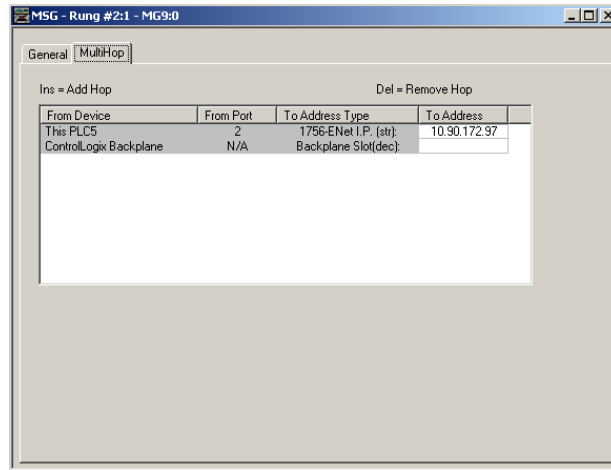 MSG - Rung #2:1 - MG9:0
General MultiHop
Ins = Add Hop Del = Remove Hop
From Device From Port To Address Type To Address
This PLC5 2 1756-ENet I.P. (str): 10.90.172.97
ControlLogix Backplane N/A Backplane Slot(dec):